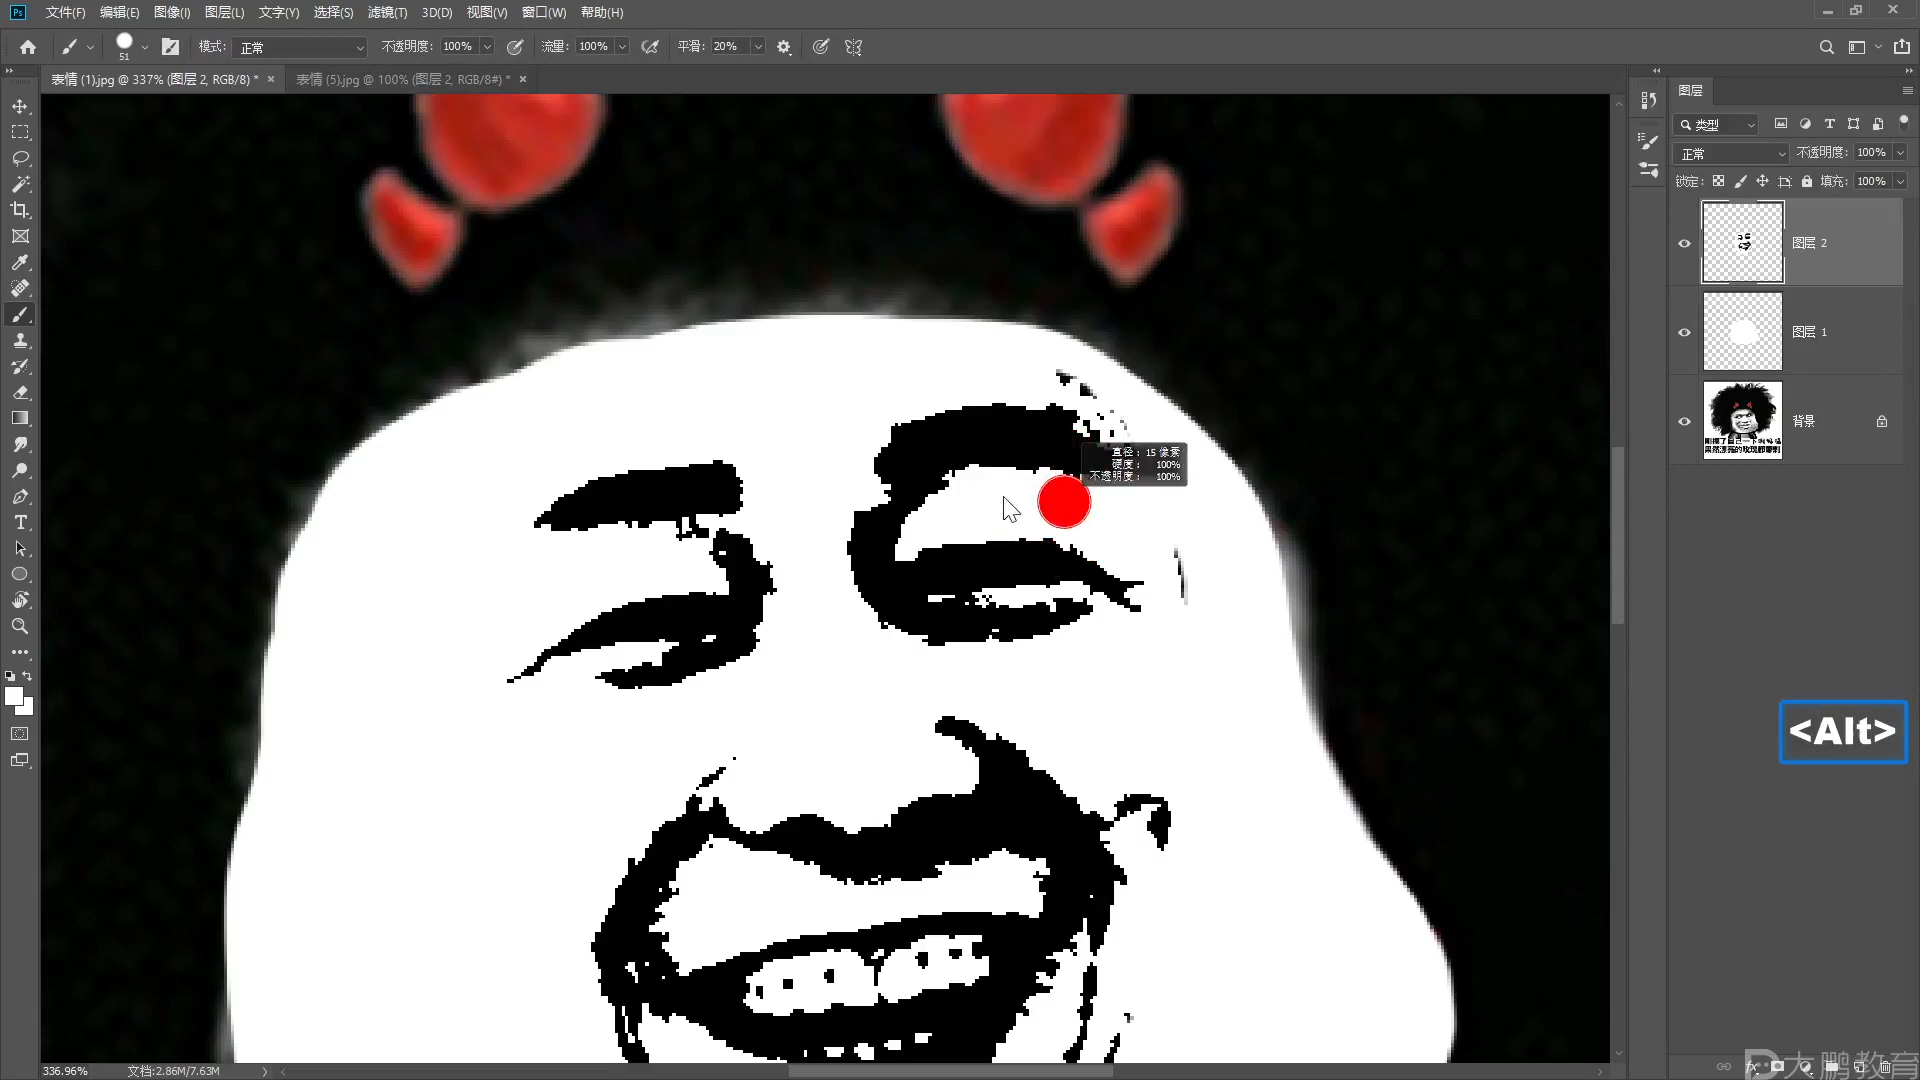 Ps 文件(F) 编辑(E) 图像(I) 图层(L) 文字(Y) 选择(S) 滤镜(T) 3D(D) 视图(V) 窗口(W) 帮助(H)
51 模式: 正常 不透明度: 100% 流量: 100% 平滑: 20%
表情 (1).jpg @ 337% (图层 2, RGB/8) * × 表情 (5).jpg @ 100% (图层 2, RGB/8#) * ×
图层
类型
正常 不透明度: 100%
锁定: 填充: 100%
图层 2
图层 1
背景
直径: 15 像素
硬度: 100%
不透明度: 100%
<Alt>
336.96% 文档:2.86M/7.63M
大鹏教育